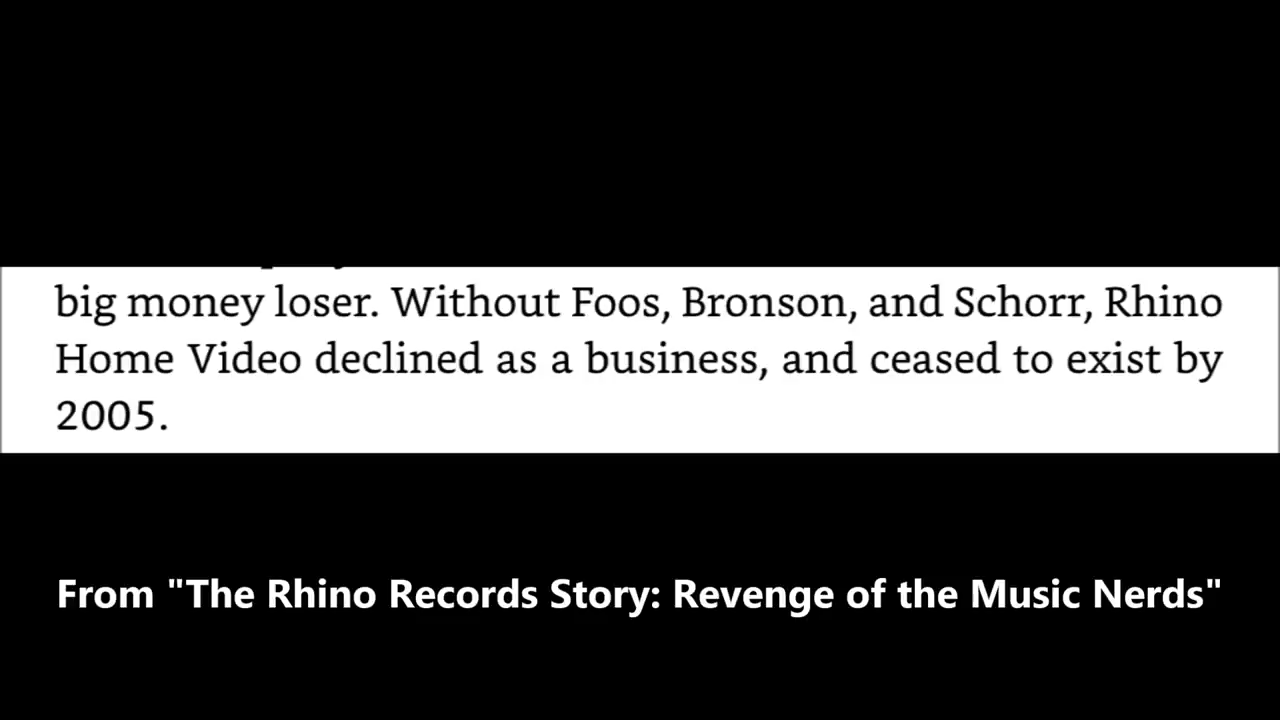 big money loser. Without Foos, Bronson, and Schorr, Rhino
Home Video declined as a business, and ceased to exist by
2005.
From "The Rhino Records Story: Revenge of the Music Nerds"